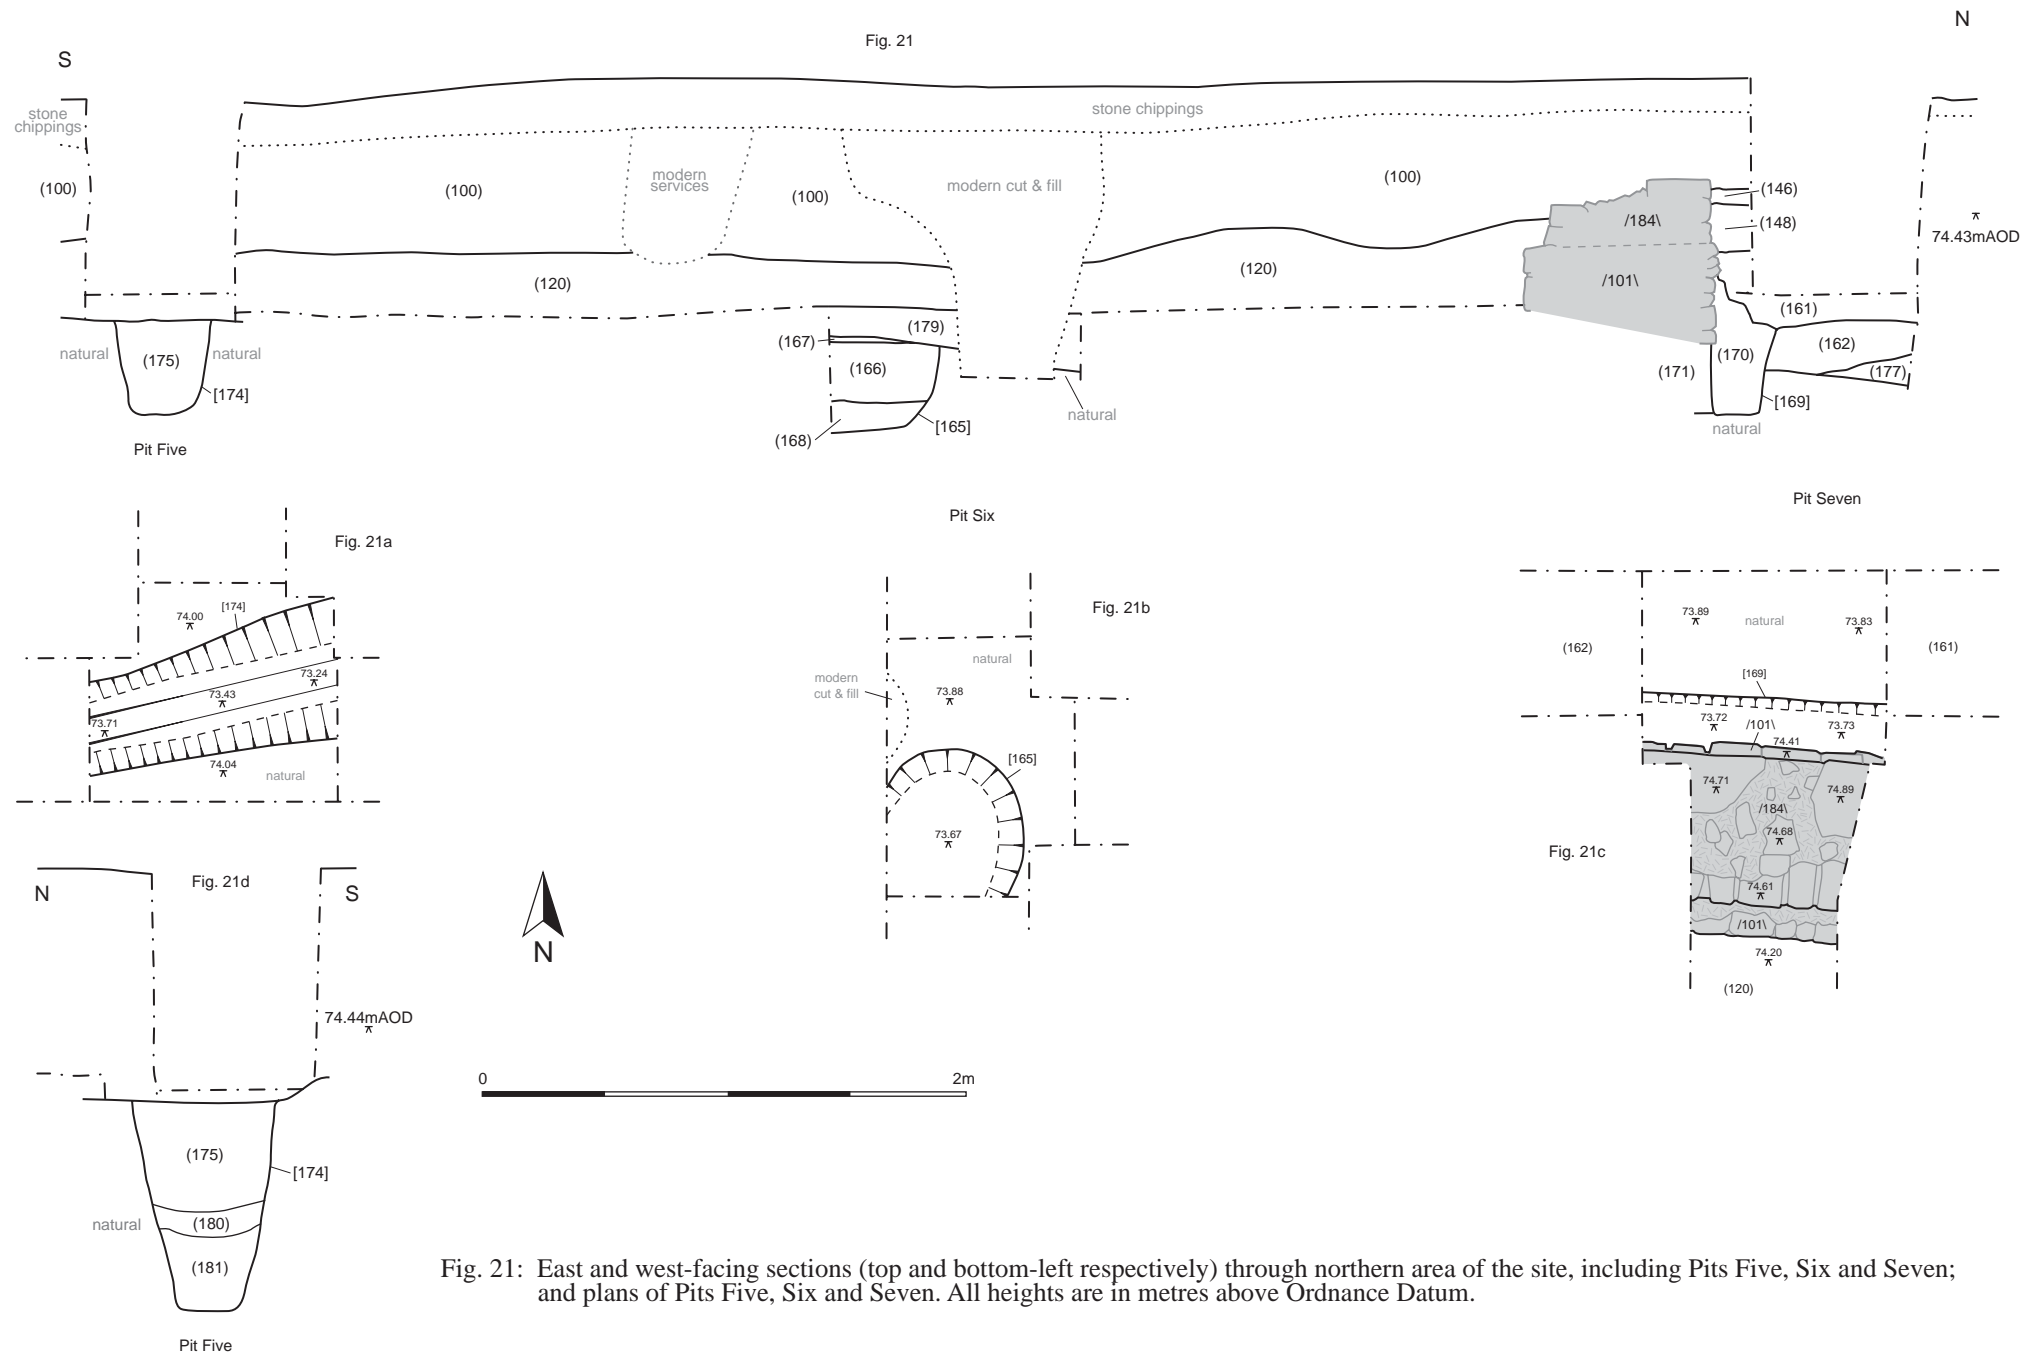 Fig. 21
S
N
stone
chippings
stone chippings
(100)
(100)
modern
services
(100)
modern cut & fill
(100)
/184\
(146)
(148)
74.43mAOD
(120)
(120)
/101\
(161)
(179)
(167)
(166)
(168)
[165]
natural
natural
(175)
natural
[174]
(171)
(170)
(162)
(177)
[169]
natural
Pit Five
Pit Six
Pit Seven
Fig. 21a
74.00
[174]
73.24
73.43
73.71
74.04
natural
Fig. 21b
natural
modern
cut & fill
73.88
[165]
73.67
73.89
natural
73.83
(162)
(161)
[169]
73.72
/101\
73.73
74.41
74.71
74.89
/184\
74.68
Fig. 21c
74.61
/101\
74.20
(120)
Fig. 21d
N
S
N
74.44mAOD
0
2m
(175)
[174]
natural
(180)
(181)
Pit Five
Fig. 21: East and west-facing sections (top and bottom-left respectively) through northern area of the site, including Pits Five, Six and Seven;
and plans of Pits Five, Six and Seven. All heights are in metres above Ordnance Datum.